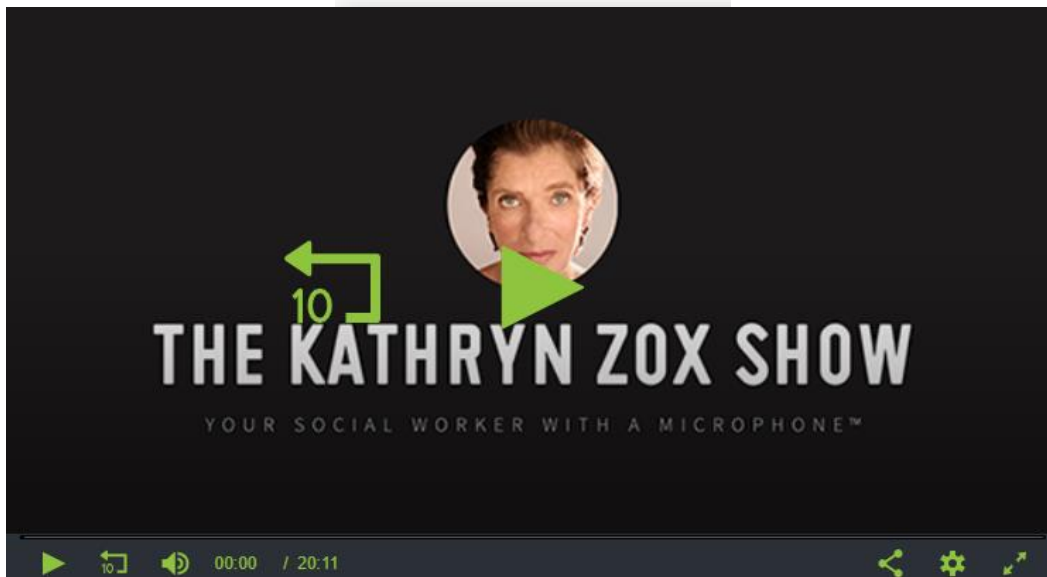 10
THE KATHRYN ZOX SHOW
YOUR SOCIAL WORKER WITH A MICROPHONE™
10 00:00 / 20:11